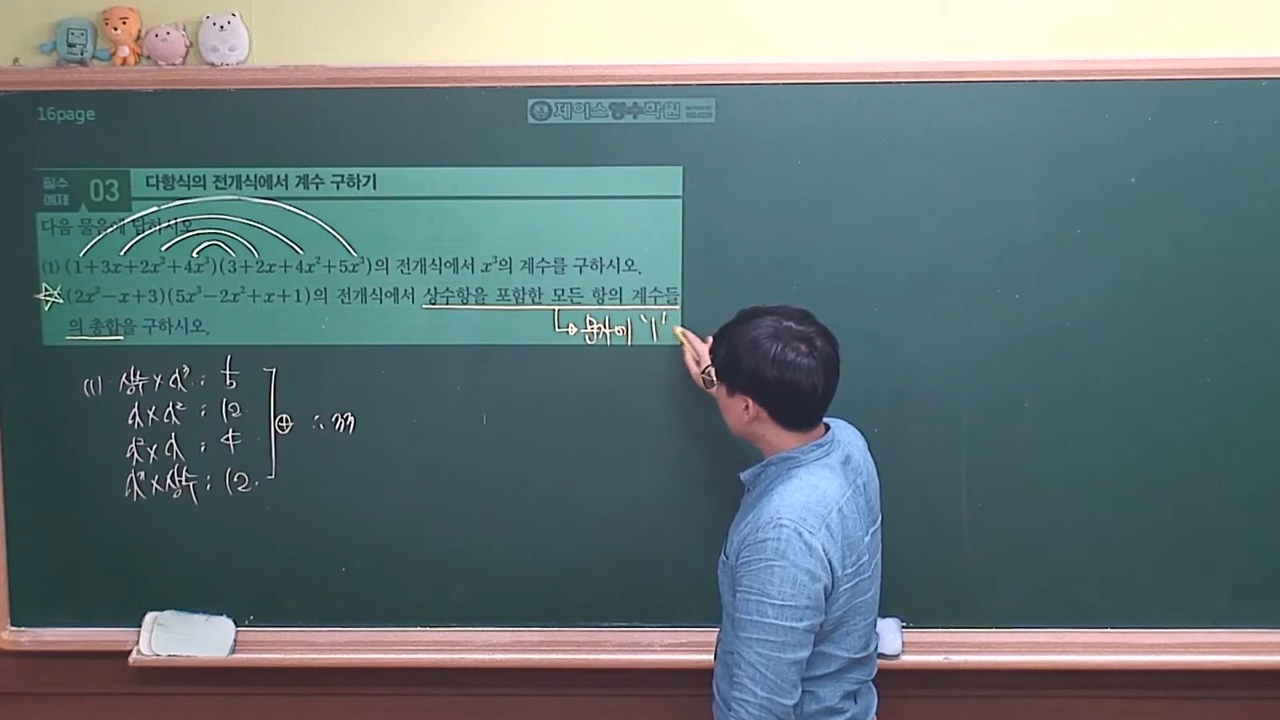 16page
제이스영수학원
필수
예제 03 다항식의 전개식에서 계수 구하기
다음 물음에 답하시오.
(1) (1+3x+2x²+4x³)(3+2x+4x²+5x³)의 전개식에서 x³의 계수를 구하시오.
(2x²-x+3)(5x³-2x²+x+1)의 전개식에서 상수항을 포함한 모든 항의 계수들
의 총합을 구하시오.
문자에 '1'
(1) 상수×x³ : 5
x×x² : 12
x²×x : 4
x³×상수 : 12
⊕ ∴ 33